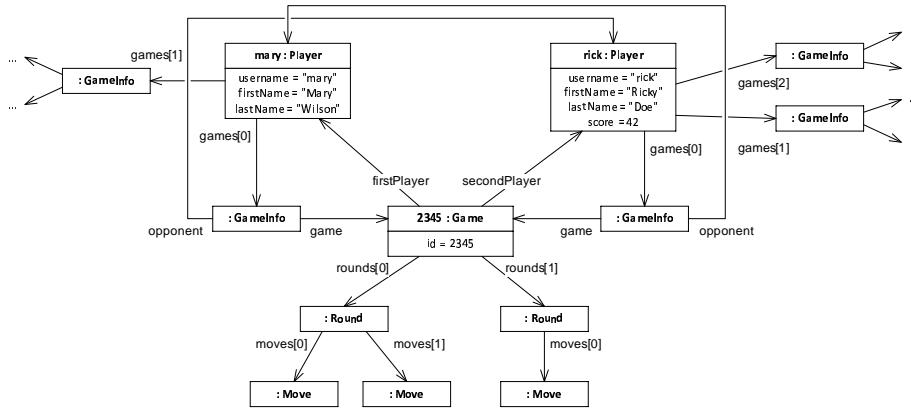 games[1]
...
: GameInfo
...
mary : Player
username = "mary"
firstName = "Mary"
lastName = "Wilson"
rick : Player
username = "rick"
firstName = "Ricky"
lastName = "Doe"
score = 42
: GameInfo
games[2]
: GameInfo
games[1]
games[0]
games[0]
firstPlayer
secondPlayer
: GameInfo
opponent
game
2345 : Game
id = 2345
game
: GameInfo
opponent
rounds[0]
rounds[1]
: Round
: Round
moves[0]
moves[1]
moves[0]
: Move
: Move
: Move